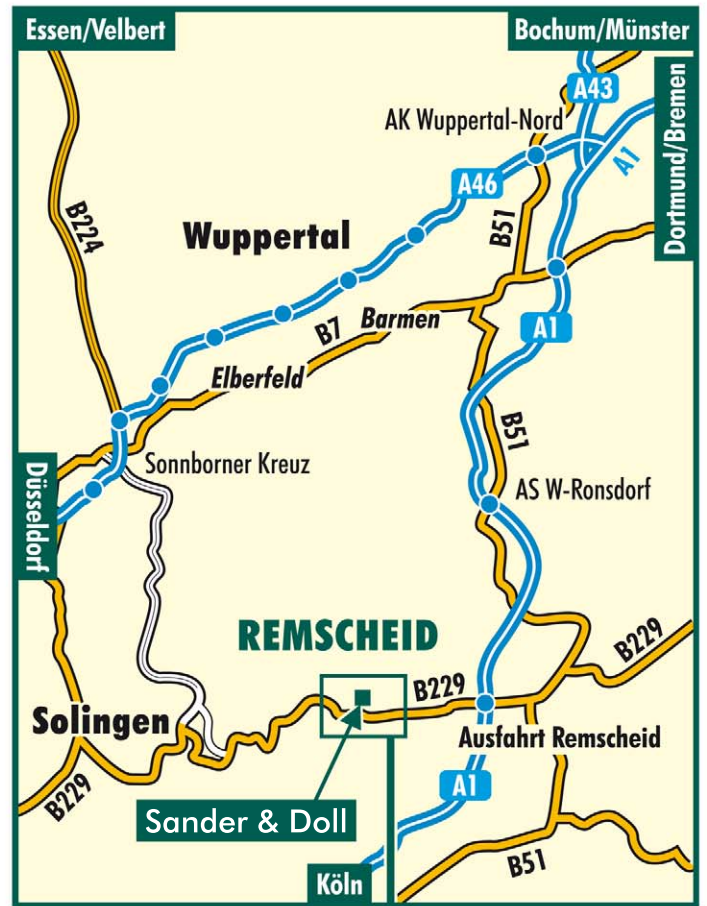 Essen/Velbert
Bochum/Münster
A43
Dortmund/Bremen
AK Wuppertal-Nord
A1
A46
B224
B51
Wuppertal
B7
Barmen
A1
Elberfeld
B51
Sonnborner Kreuz
Düsseldorf
AS W-Ronsdorf
REMSCHEID
B229
B229
Solingen
Ausfahrt Remscheid
B229
A1
Sander & Doll
B51
Köln